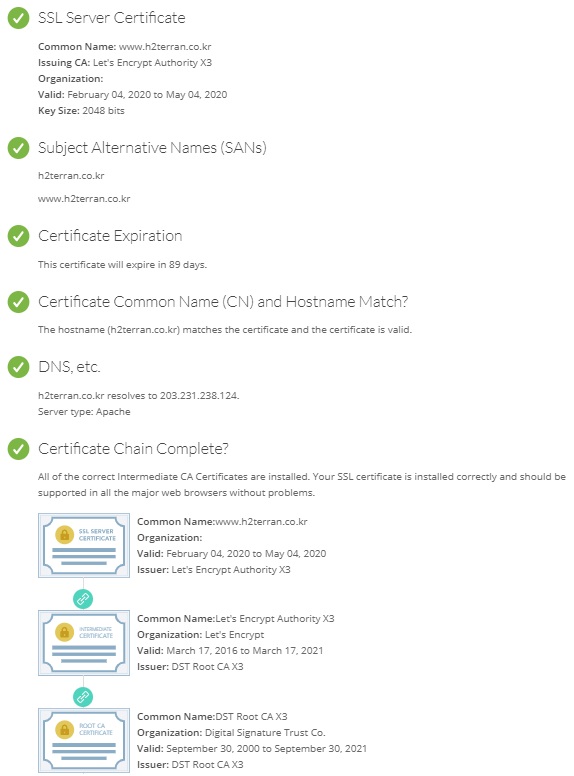 SSL Server Certificate
Common Name: www.h2terran.co.kr
Issuing CA: Let's Encrypt Authority X3
Organization:
Valid: February 04, 2020 to May 04, 2020
Key Size: 2048 bits
Subject Alternative Names (SANs)
h2terran.co.kr
www.h2terran.co.kr
Certificate Expiration
This certificate will expire in 89 days.
Certificate Common Name (CN) and Hostname Match?
The hostname (h2terran.co.kr) matches the certificate and the certificate is valid.
DNS, etc.
h2terran.co.kr resolves to 203.231.238.124.
Server type: Apache
Certificate Chain Complete?
All of the correct Intermediate CA Certificates are installed. Your SSL certificate is installed correctly and should be
supported in all the major web browsers without problems.
SSL SERVER
CERTIFICATE
Common Name:www.h2terran.co.kr
Organization:
Valid: February 04, 2020 to May 04, 2020
Issuer: Let's Encrypt Authority X3
INTERMEDIATE
CERTIFICATE
Common Name:Let's Encrypt Authority X3
Organization: Let's Encrypt
Valid: March 17, 2016 to March 17, 2021
Issuer: DST Root CA X3
ROOT CA
CERTIFICATE
Common Name:DST Root CA X3
Organization: Digital Signature Trust Co.
Valid: September 30, 2000 to September 30, 2021
Issuer: DST Root CA X3